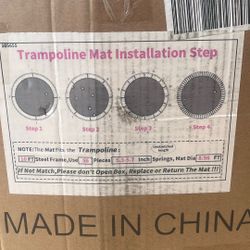 Trampoline Mat Installation Step
Step 1 Step 2 Step 3 Step 4
NOTE: The Mat fits the Trampoline:
FT Steel Frame, Use Pieces Inch Springs, Mat Dia FT
If Not Match, Please don't Open Box, Replace or Return The Mat !!!
MADE IN CHINA